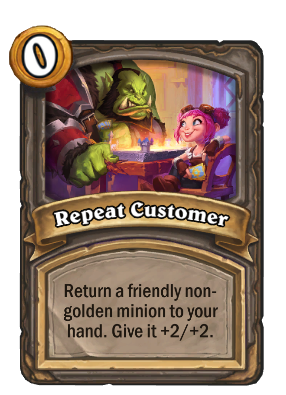 0
Repeat Customer
Return a friendly non-
golden minion to your
hand. Give it +2/+2.